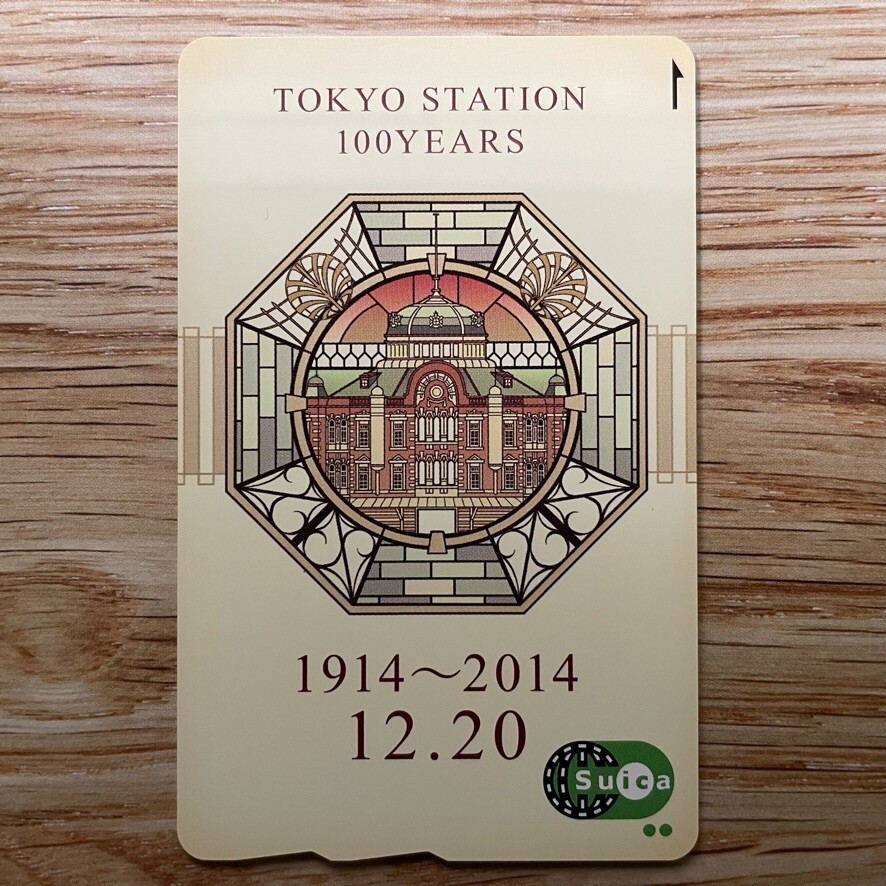 TOKYO STATION
100YEARS
1914～2014
12.20
Suica